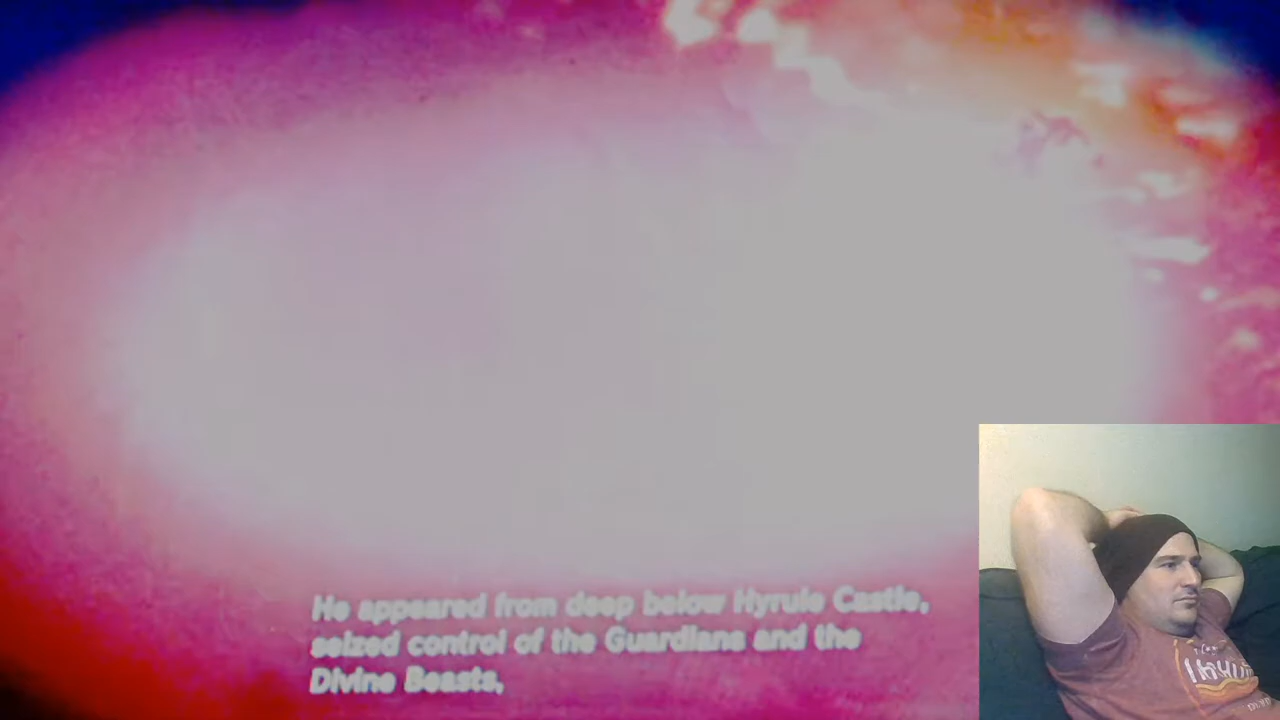 He appeared from deep below Hyrule Castle,
seized control of the Guardians and the
Divine Beasts,